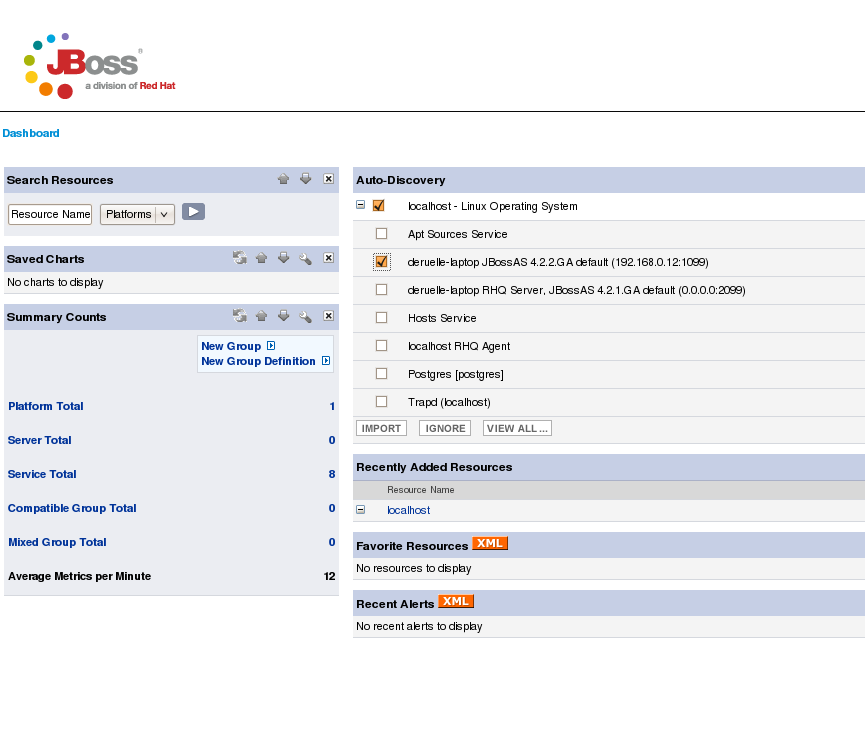 JBoss®
a division of Red Hat
Dashboard
Search Resources
Resource Name Platforms
Saved Charts
No charts to display
Summary Counts
New Group
New Group Definition
Platform Total 1
Server Total 0
Service Total 8
Compatible Group Total 0
Mixed Group Total 0
Average Metrics per Minute 12
Auto-Discovery
localhost - Linux Operating System
Apt Sources Service
deruelle-laptop JBossAS 4.2.2.GA default (192.168.0.12:1099)
deruelle-laptop RHQ Server, JBossAS 4.2.1.GA default (0.0.0.0:2099)
Hosts Service
localhost RHQ Agent
Postgres [postgres]
Trapd (localhost)
IMPORT IGNORE VIEW ALL ...
Recently Added Resources
Resource Name
localhost
Favorite Resources XML
No resources to display
Recent Alerts XML
No recent alerts to display